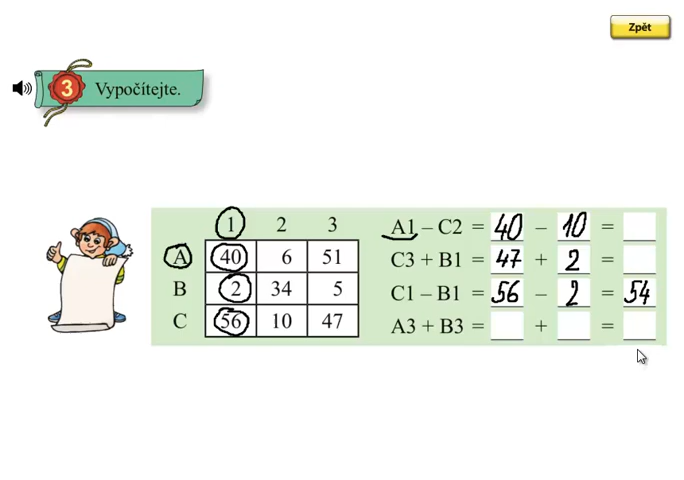 Zpět
3 Vypočítejte.
1 2 3
A 40 6 51
B 2 34 5
C 56 10 47
A1 – C2 = 40 – 10 =
C3 + B1 = 47 + 2 =
C1 – B1 = 56 – 2 = 54
A3 + B3 = + =